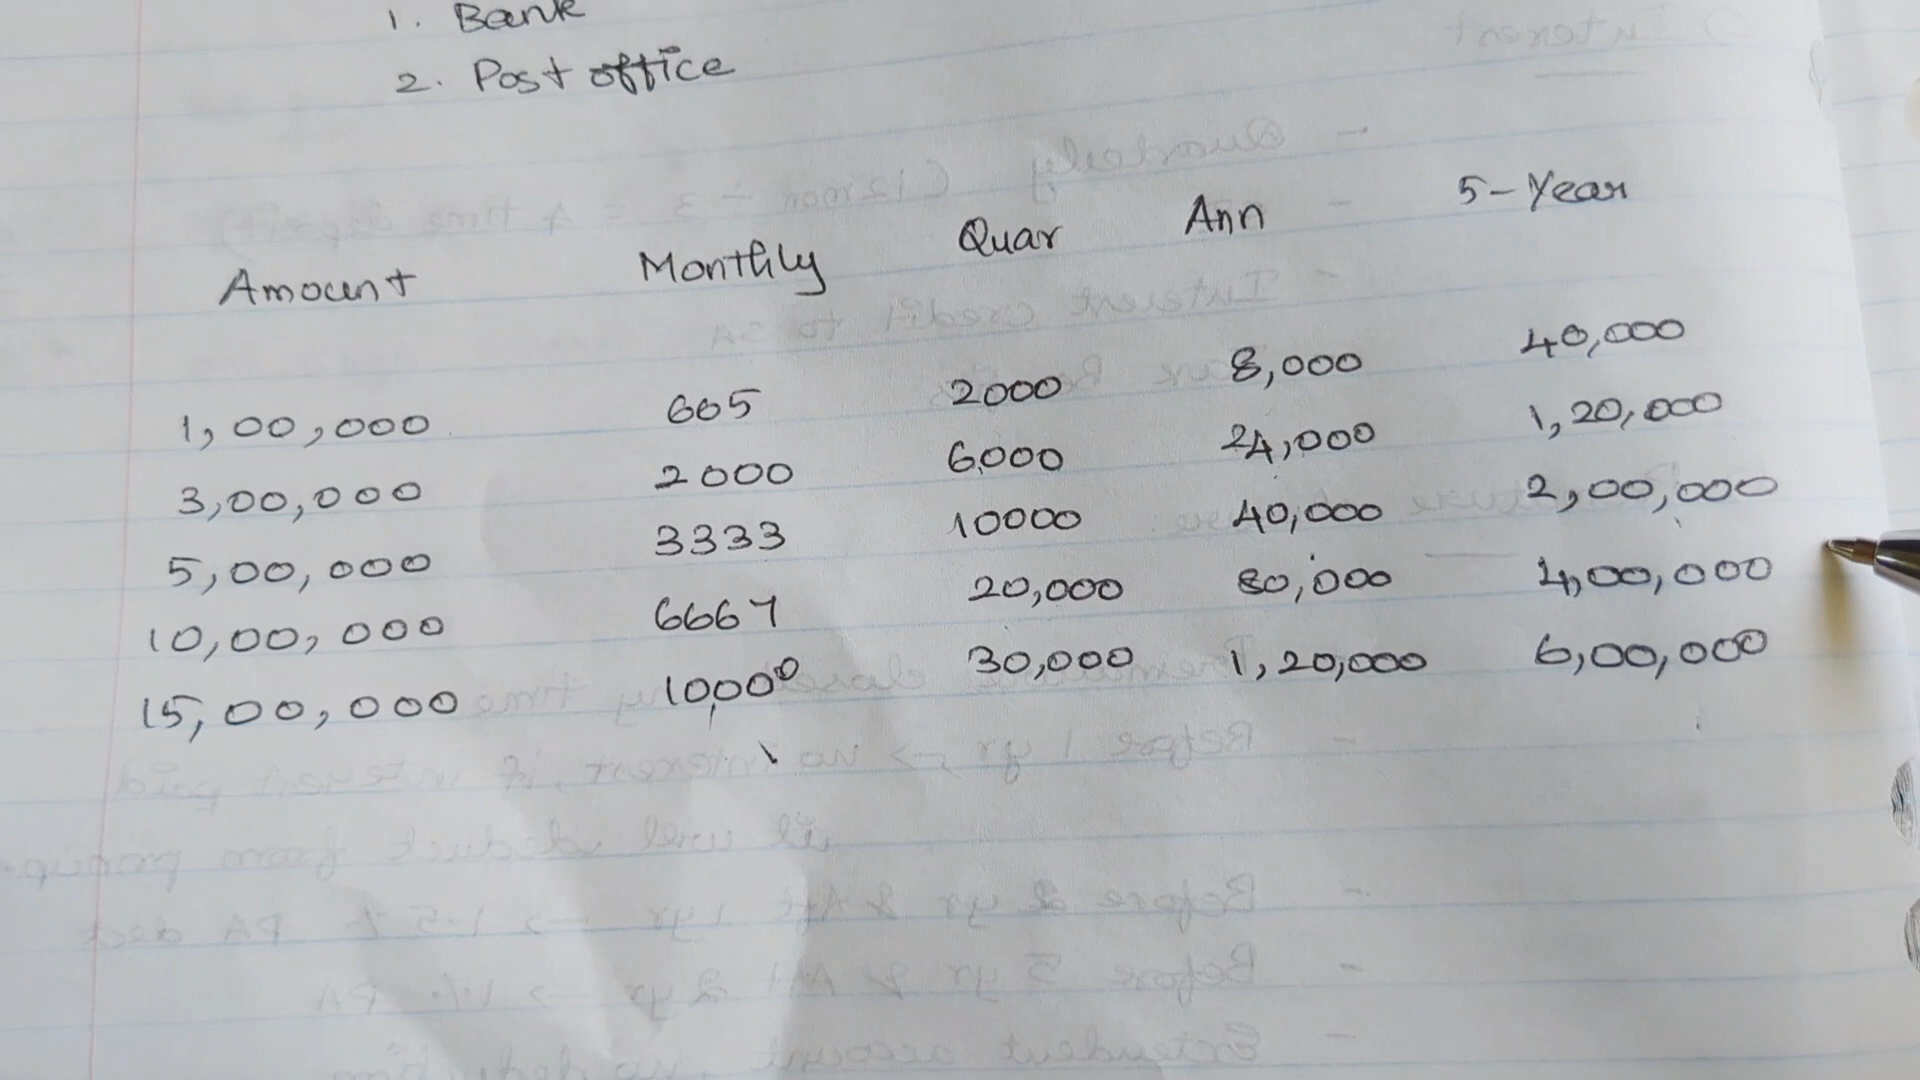 1. Bank
2. Post office
Amount Monthly Quar Ann 5-Year
1,00,000 665 2000 8,000 40,000
3,00,000 2000 6000 24,000 1,20,000
5,00,000 3333 10000 40,000 2,00,000
10,00,000 6667 20,000 80,000 4,00,000
15,00,000 10,000 30,000 1,20,000 6,00,000